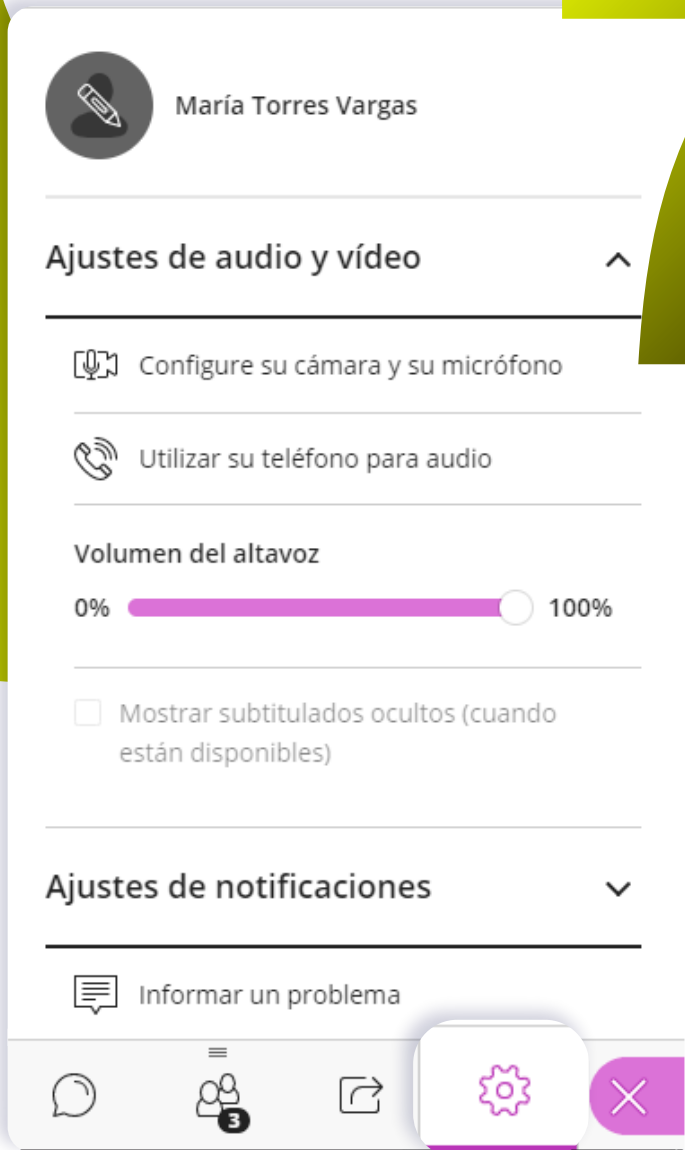 María Torres Vargas
Ajustes de audio y vídeo
Configure su cámara y su micrófono
Utilizar su teléfono para audio
Volumen del altavoz
0% 100%
Mostrar subtitulados ocultos (cuando
están disponibles)
Ajustes de notificaciones
Informar un problema
3